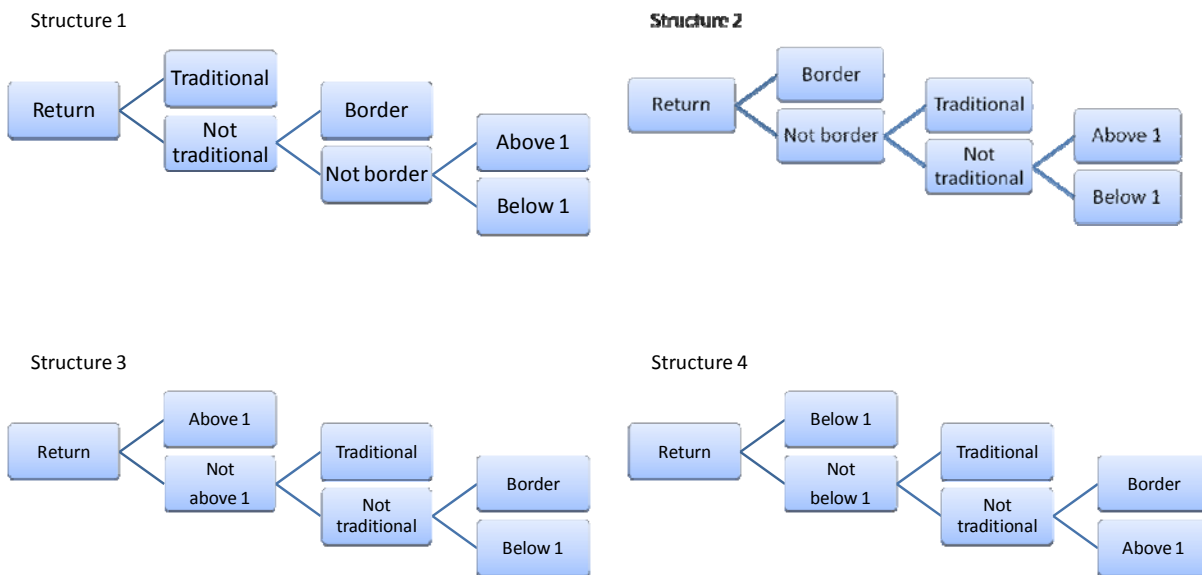 Structure 1
Return
Traditional
Not
traditional
Border
Not border
Above 1
Below 1
Structure 2
Return
Border
Not border
Traditional
Not
traditional
Above 1
Below 1
Structure 3
Return
Above 1
Not
above 1
Traditional
Not
traditional
Border
Below 1
Structure 4
Return
Below 1
Not
below 1
Traditional
Not
traditional
Border
Above 1